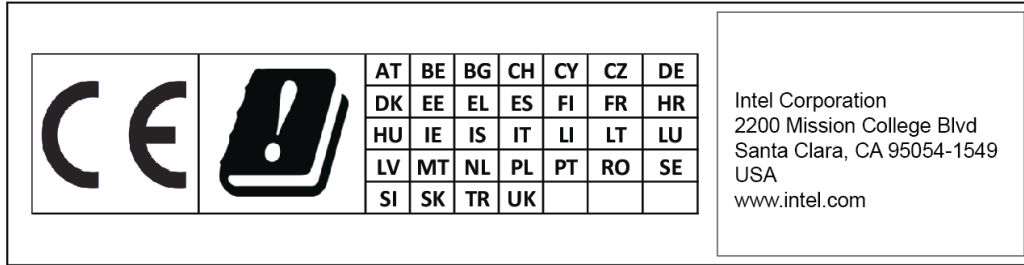 CE
!
AT BE BG CH CY CZ DE
DK EE EL ES FI FR HR
HU IE IS IT LI LT LU
LV MT NL PL PT RO SE
SI SK TR UK
Intel Corporation
2200 Mission College Blvd
Santa Clara, CA 95054-1549
USA
www.intel.com